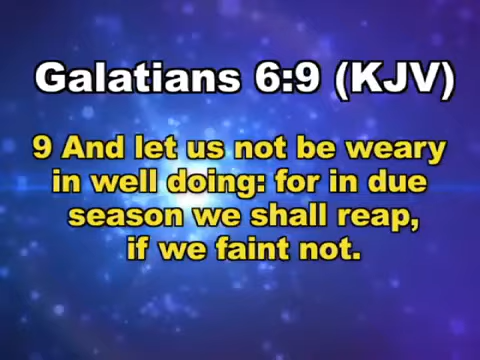 Galatians 6:9 (KJV)
9 And let us not be weary
in well doing: for in due
season we shall reap,
if we faint not.